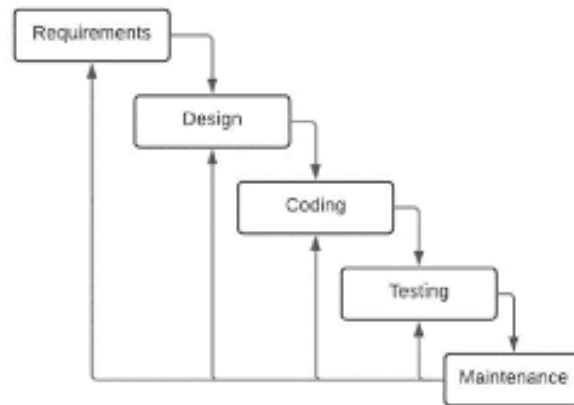 Requirements
Design
Coding
Testing
Maintenance